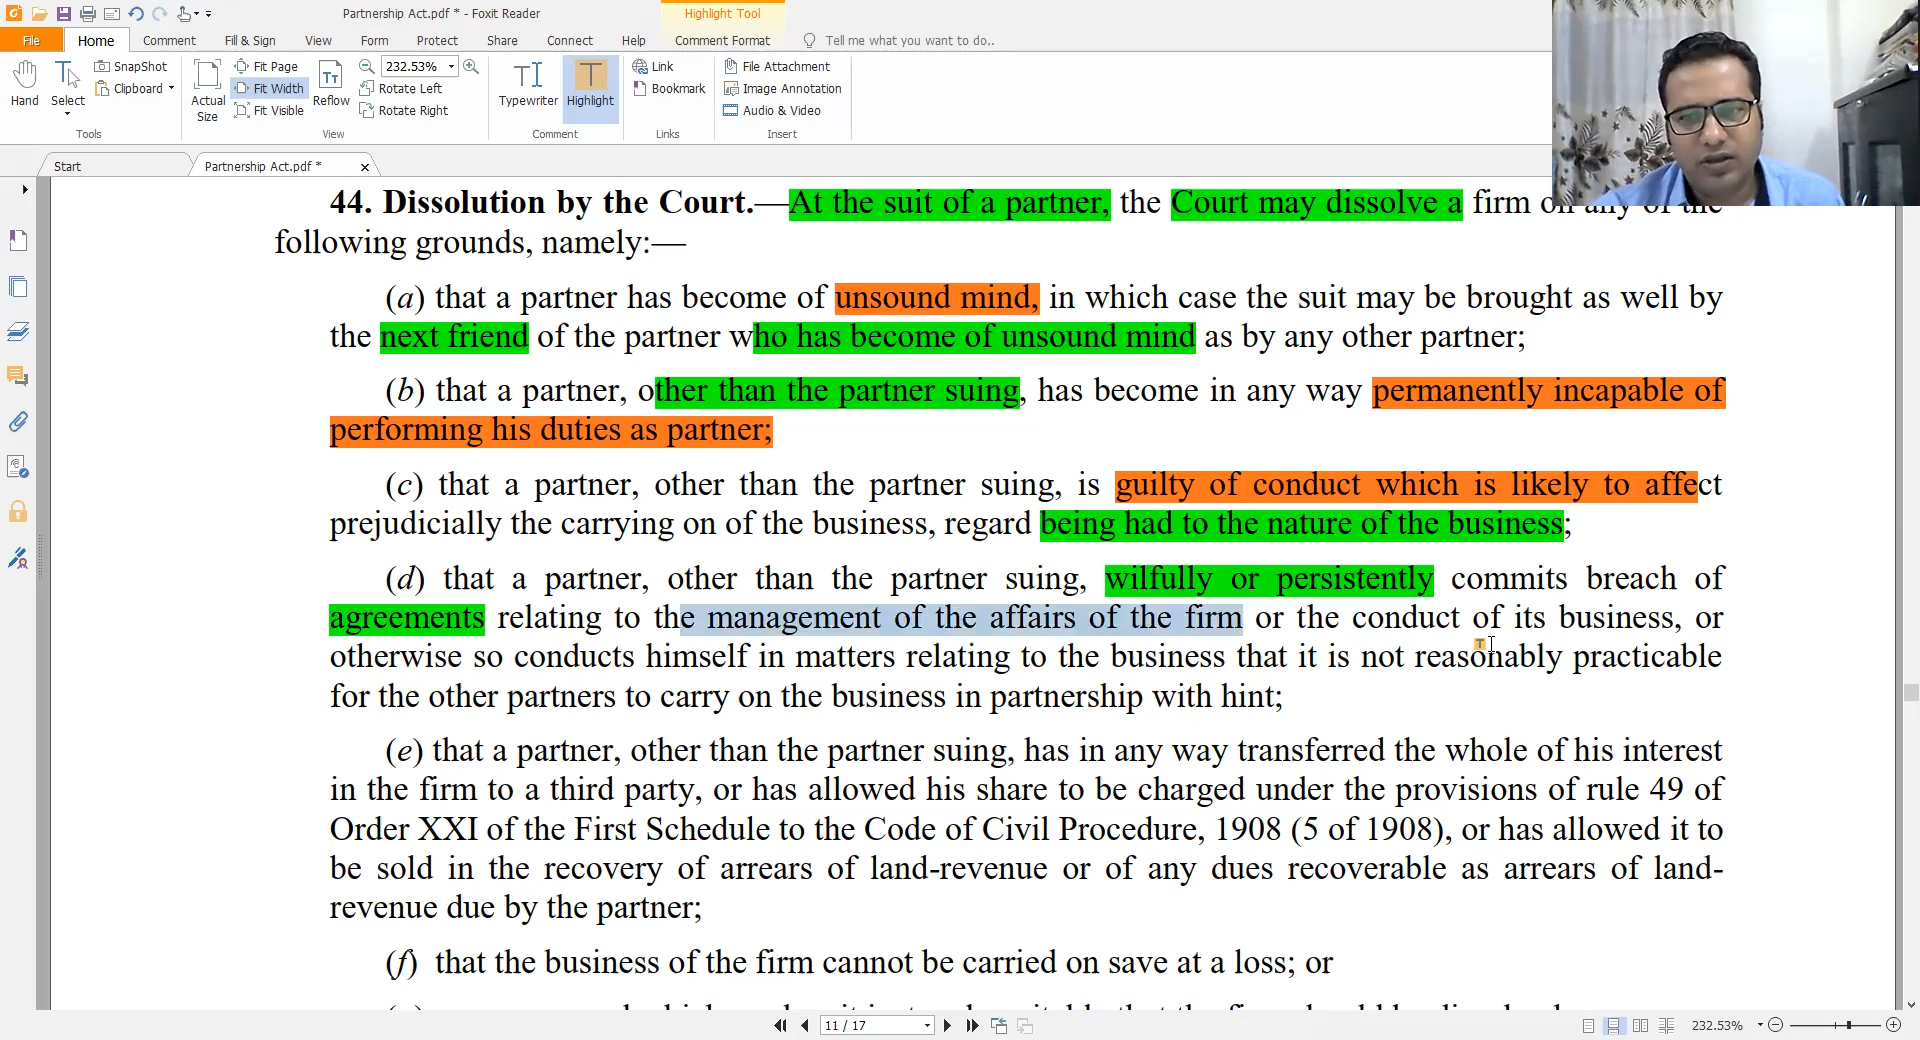 Partnership Act.pdf * - Foxit Reader
Highlight Tool
File Home Comment Fill & Sign View Form Protect Share Connect Help Comment Format Tell me what you want to do..
Hand
Select
SnapShot
Clipboard
Tools
Actual Size
Fit Page
Fit Width
Fit Visible
Reflow
232.53%
Rotate Left
Rotate Right
View
Typewriter
Highlight
Comment
Link
Bookmark
Links
File Attachment
Image Annotation
Audio & Video
Insert
Start
Partnership Act.pdf *
44. Dissolution by the Court.—At the suit of a partner, the Court may dissolve a firm on any of the
following grounds, namely:—
(a) that a partner has become of unsound mind, in which case the suit may be brought as well by
the next friend of the partner who has become of unsound mind as by any other partner;
(b) that a partner, other than the partner suing, has become in any way permanently incapable of
performing his duties as partner;
(c) that a partner, other than the partner suing, is guilty of conduct which is likely to affect
prejudicially the carrying on of the business, regard being had to the nature of the business;
(d) that a partner, other than the partner suing, wilfully or persistently commits breach of
agreements relating to the management of the affairs of the firm or the conduct of its business, or
otherwise so conducts himself in matters relating to the business that it is not reasonably practicable
for the other partners to carry on the business in partnership with hint;
(e) that a partner, other than the partner suing, has in any way transferred the whole of his interest
in the firm to a third party, or has allowed his share to be charged under the provisions of rule 49 of
Order XXI of the First Schedule to the Code of Civil Procedure, 1908 (5 of 1908), or has allowed it to
be sold in the recovery of arrears of land-revenue or of any dues recoverable as arrears of land-
revenue due by the partner;
(f) that the business of the firm cannot be carried on save at a loss; or
11 / 17
232.53%